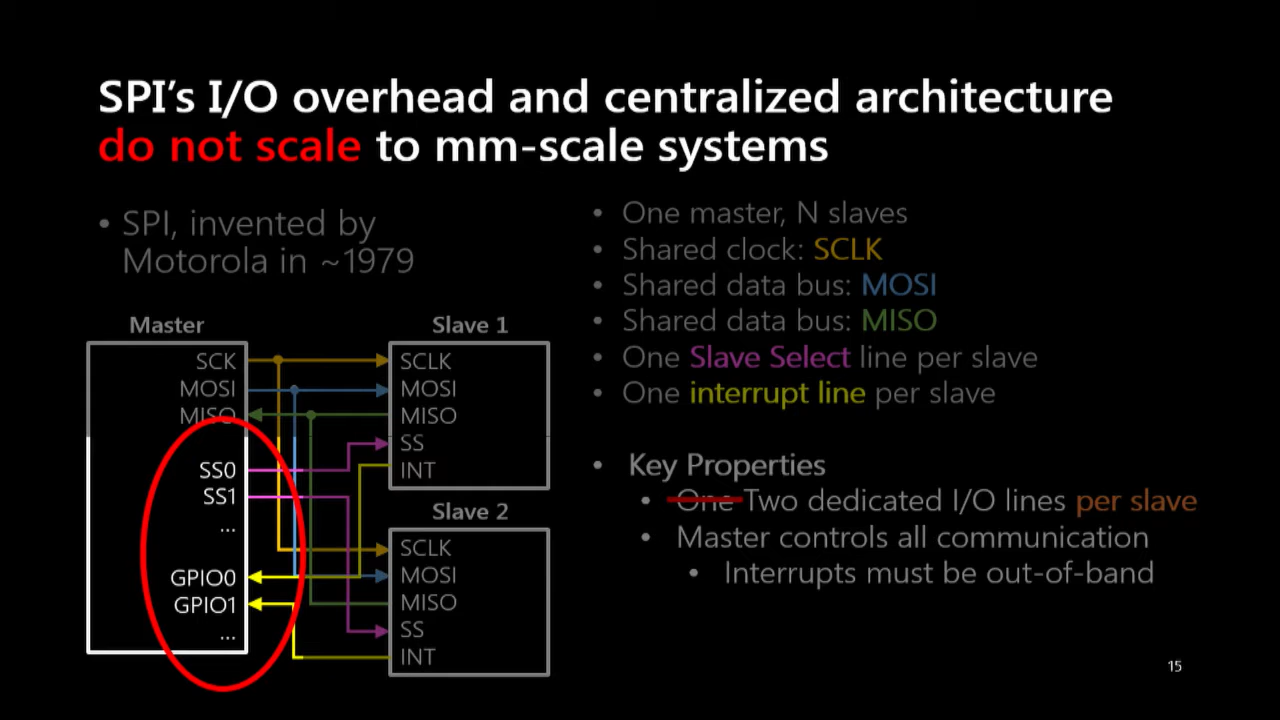 SPI's I/O overhead and centralized architecture
do not scale to mm-scale systems
• SPI, invented by
Motorola in ~1979
• One master, N slaves
• Shared clock: SCLK
• Shared data bus: MOSI
• Shared data bus: MISO
• One Slave Select line per slave
• One interrupt line per slave
• Key Properties
• One Two dedicated I/O lines per slave
• Master controls all communication
• Interrupts must be out-of-band
Master
SCK
MOSI
MISO
SS0
SS1
...
GPIO0
GPIO1
...
Slave 1
SCLK
MOSI
MISO
SS
INT
Slave 2
SCLK
MOSI
MISO
SS
INT
15